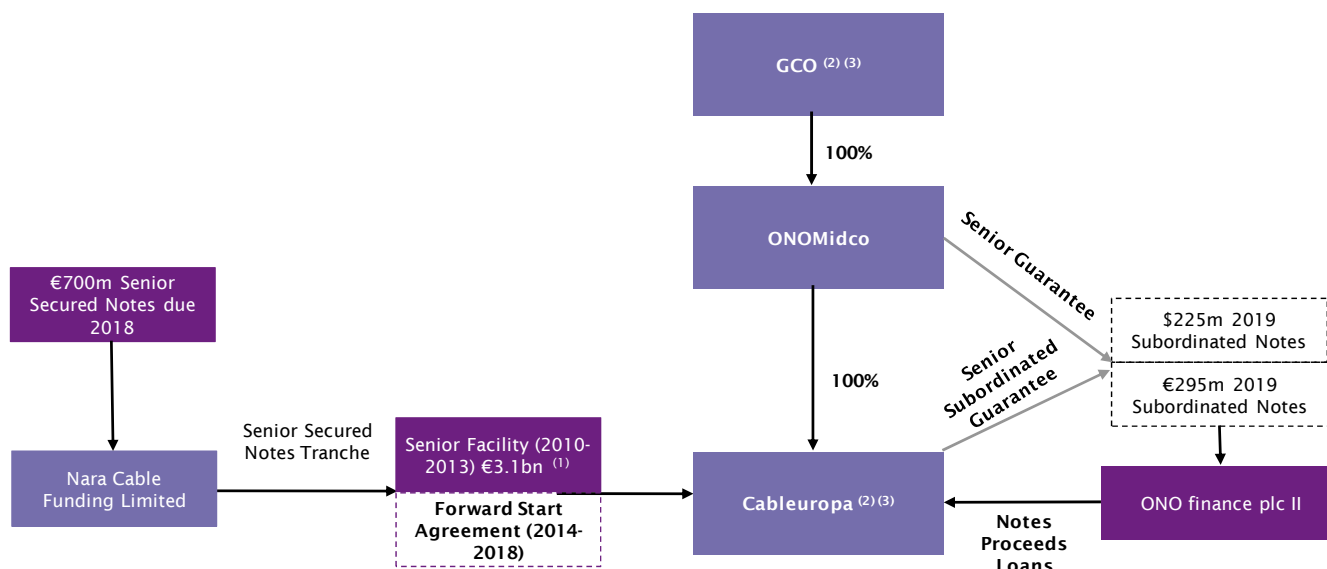 GCO (2) (3)
100%
ONOMidco
Senior Guarantee
€700m Senior
Secured Notes due
2018
$225m 2019
Subordinated Notes
€295m 2019
Subordinated Notes
100%
Senior
Subordinated
Guarantee
Senior Secured
Notes Tranche
Senior Facility (2010-
2013) €3.1bn (1)
Nara Cable
Funding Limited
Forward Start
Agreement (2014-
2018)
Cableuropa (2) (3)
ONO finance plc II
Notes
Proceeds
Loans